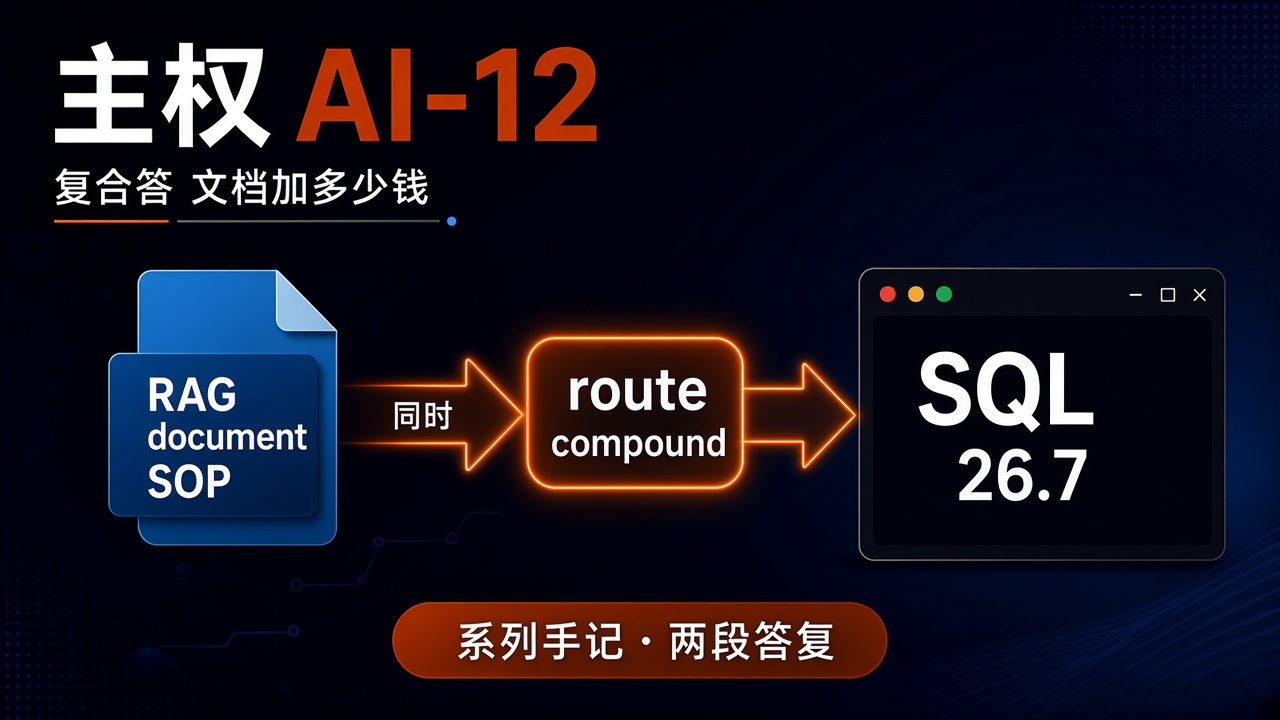 主权 AI-12
复合答 文档加多少钱
RAG
document
SOP
同时
route
compound
SQL
26.7
系列手记·两段答复